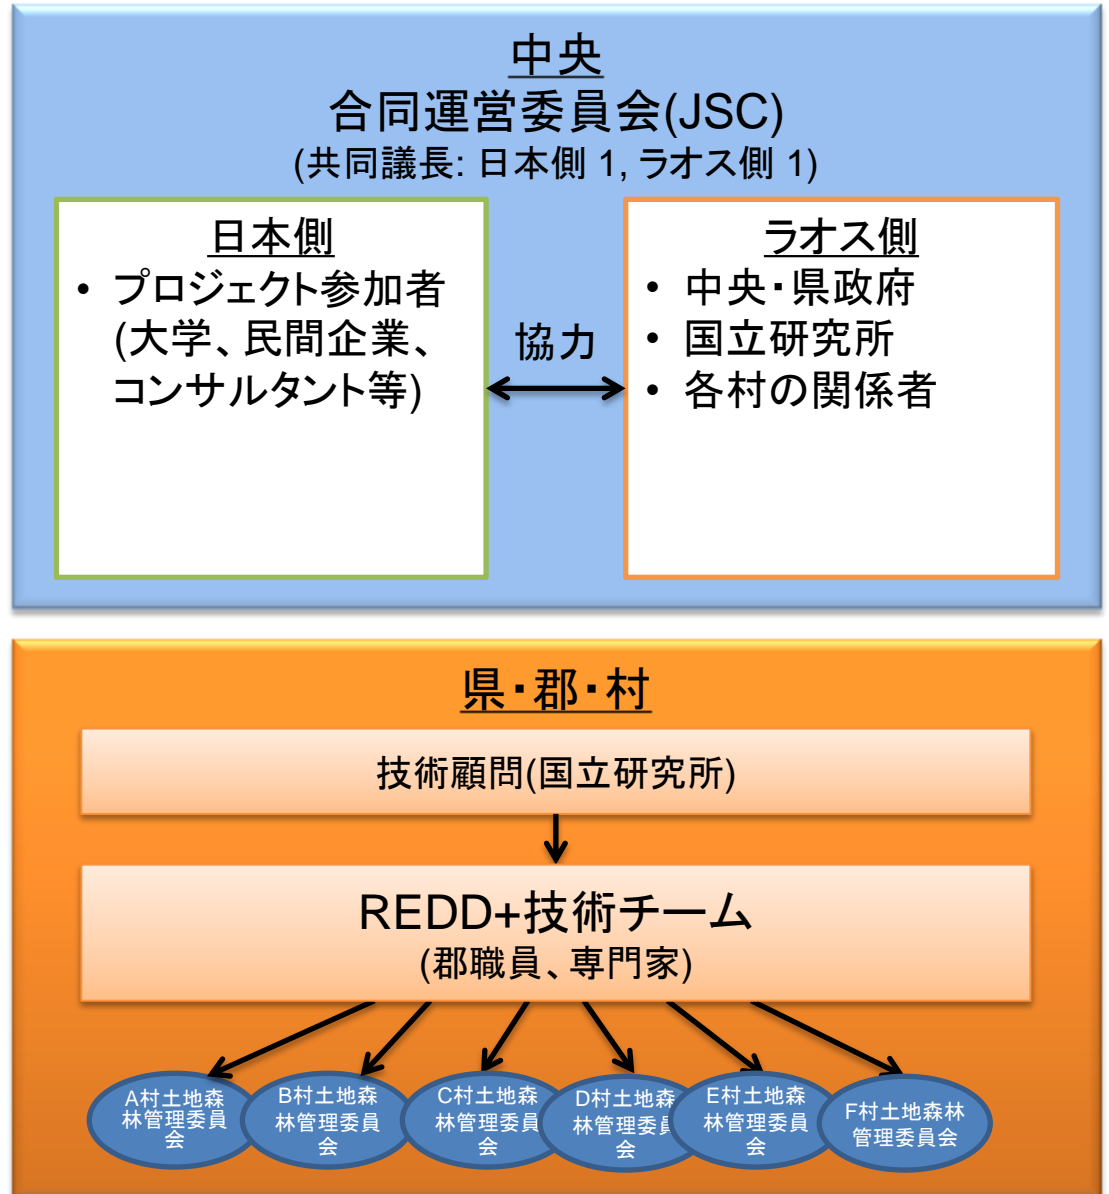 中央
合同運営委員会(JSC)
(共同議長: 日本側 1, ラオス側 1)
日本側
• プロジェクト参加者
(大学、民間企業、
コンサルタント等)
協力
ラオス側
• 中央・県政府
• 国立研究所
• 各村の関係者
県・郡・村
技術顧問(国立研究所)
REDD+技術チーム
(郡職員、専門家)
A村土地森
林管理委員
会
B村土地森
林管理委員
会
C村土地森
林管理委員
会
D村土地森
林管理委員
会
E村土地森
林管理委員
会
F村土地森林
管理委員会